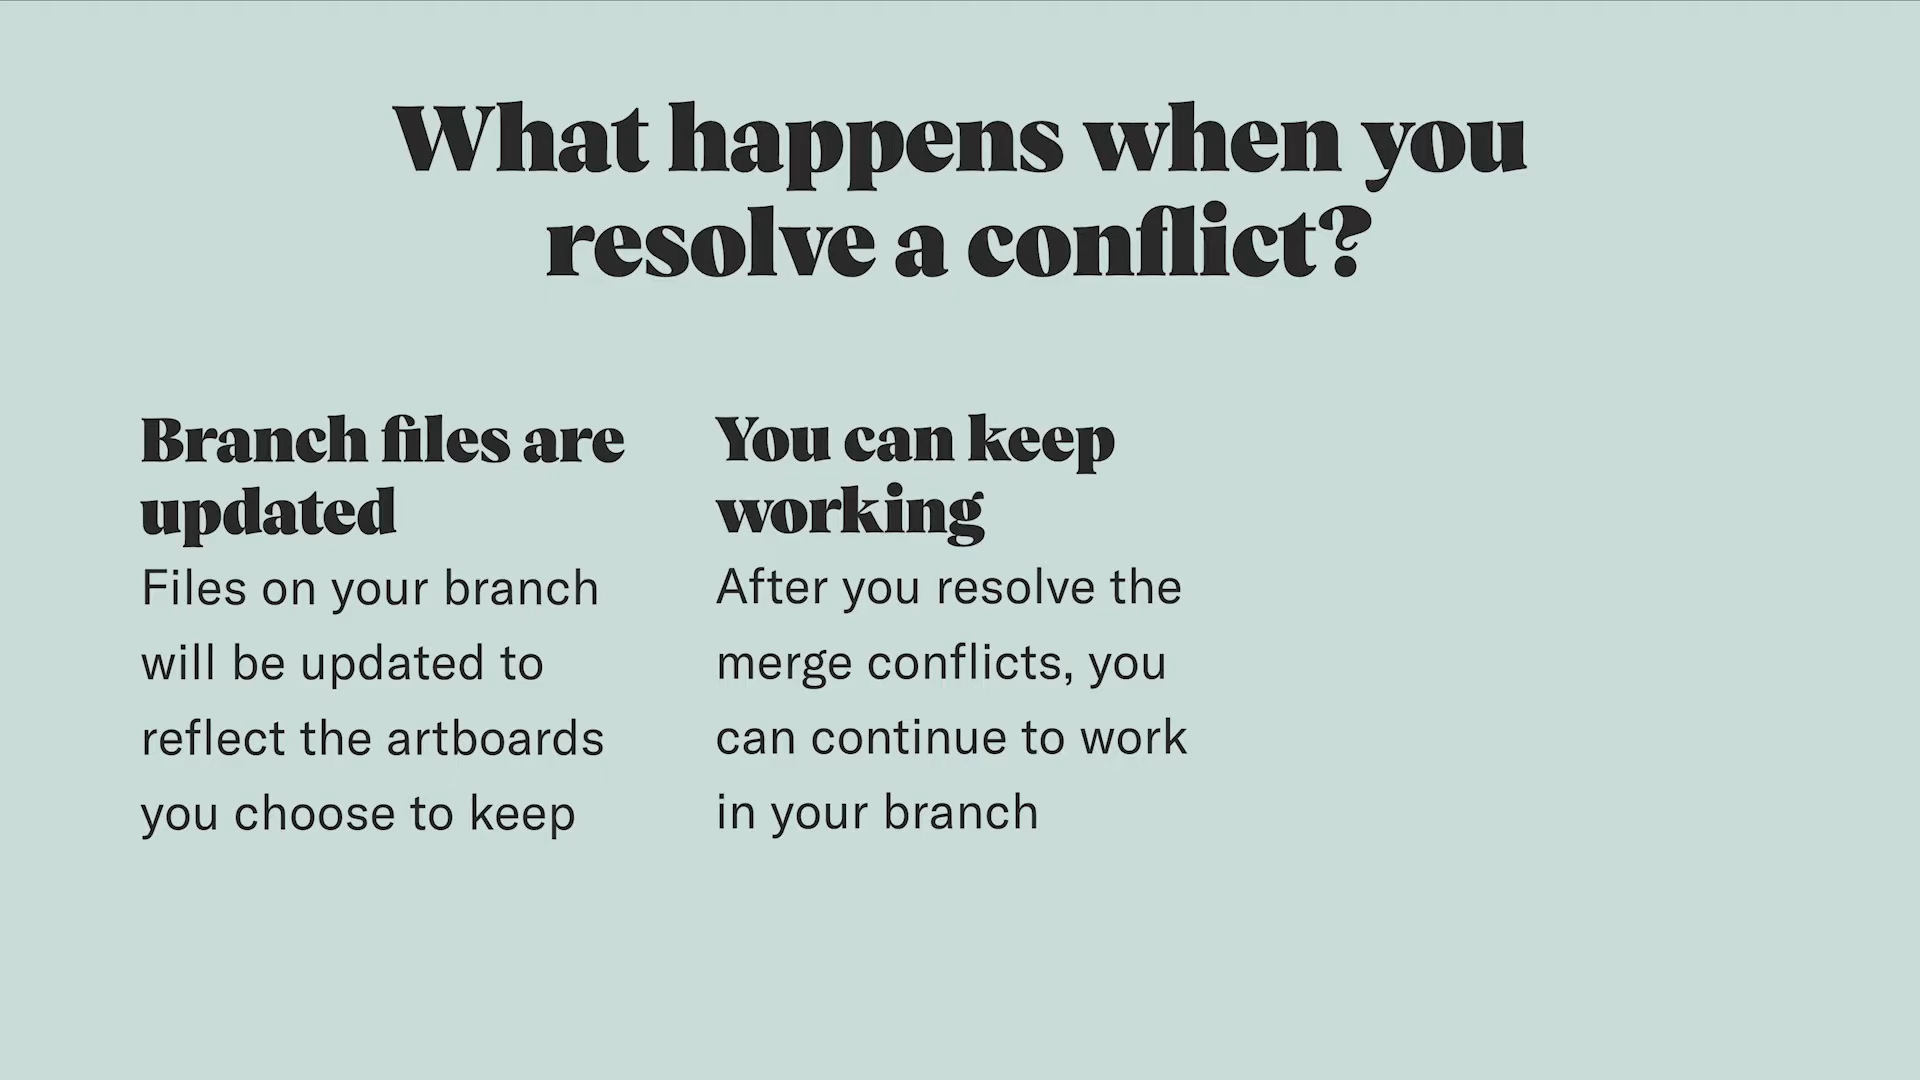 What happens when you
resolve a conflict?
Branch files are
updated
Files on your branch
will be updated to
reflect the artboards
you choose to keep
You can keep
working
After you resolve the
merge conflicts, you
can continue to work
in your branch